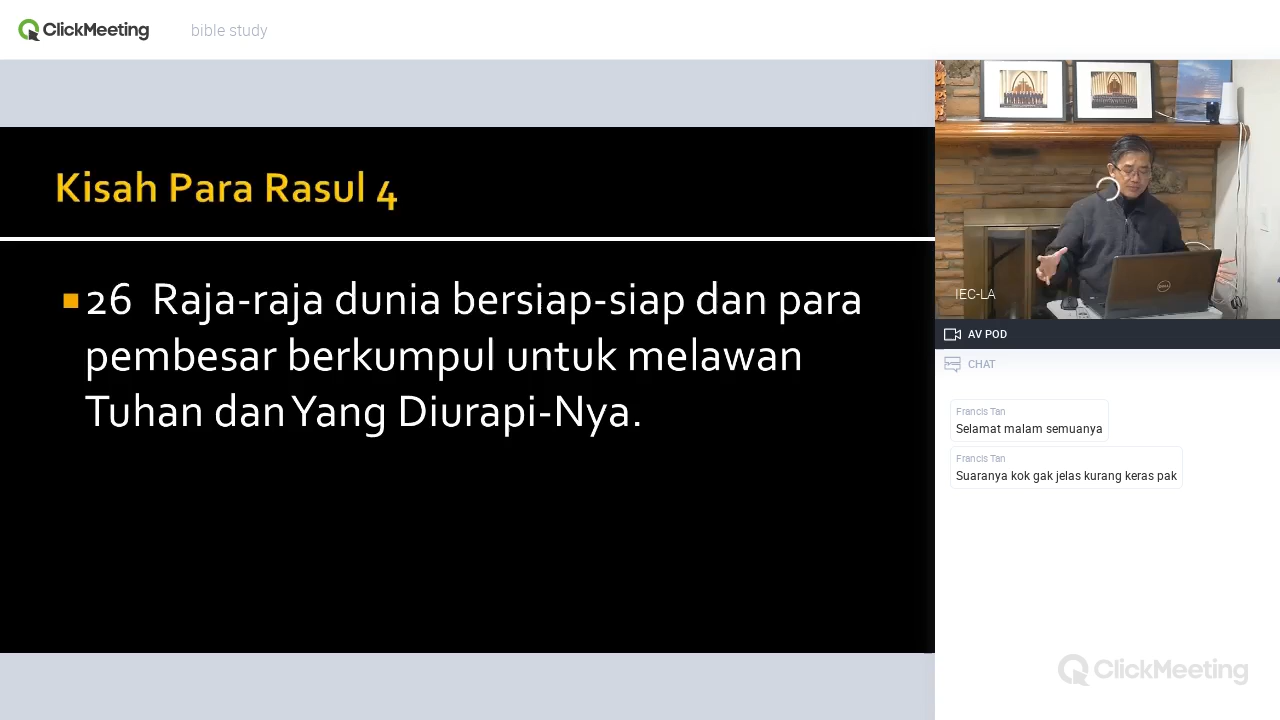 ClickMeeting
bible study
Kisah Para Rasul 4
26 Raja-raja dunia bersiap-siap dan para
pembesar berkumpul untuk melawan
Tuhan dan Yang Diurapi-Nya.
IEC-LA
AV POD
CHAT
Francis Tan
Selamat malam semuanya
Francis Tan
Suaranya kok gak jelas kurang keras pak
ClickMeeting